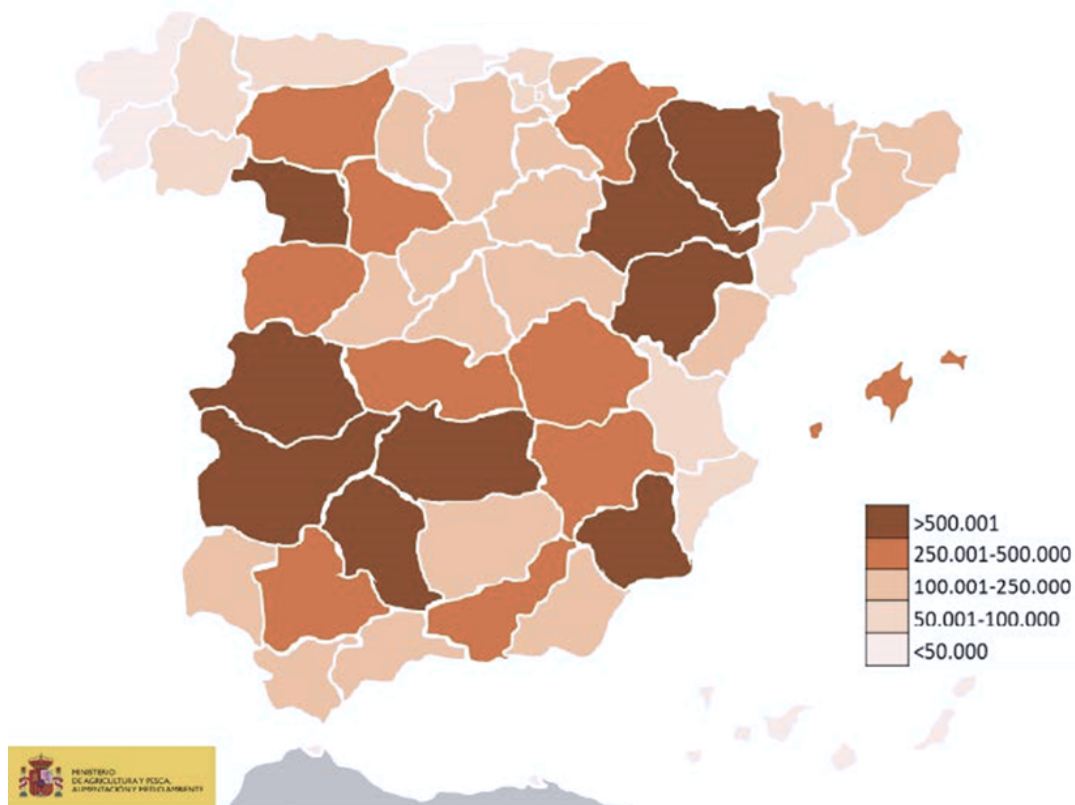 >500.001
250.001-500.000
100.001-250.000
50.001-100.000
<50.000
MINISTERIO
DE AGRICULTURA Y PESCA,
ALIMENTACIÓN Y MEDIO AMBIENTE